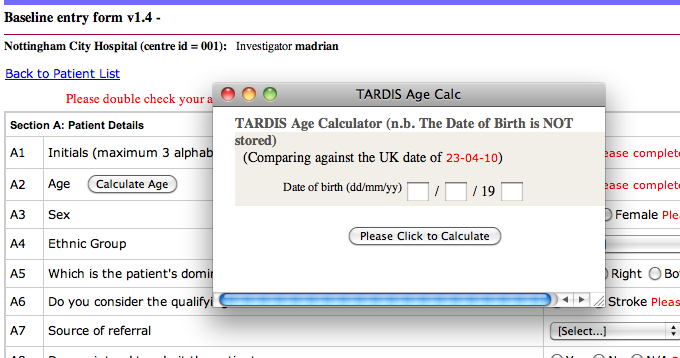 Baseline entry form v1.4 -
Nottingham City Hospital (centre id = 001): Investigator madrian
Back to Patient List
Please double check your
TARDIS Age Calc
Section A: Patient Details
TARDIS Age Calculator (n.b. The Date of Birth is NOT
stored)
(Comparing against the UK date of 23-04-10)
Date of birth (dd/mm/yy) / / 19
Please Click to Calculate
A1 Initials (maximum 3 alphab ease complet
A2 Age Calculate Age ease complet
A3 Sex Female Ple
A4 Ethnic Group
A5 Which is the patient's domi Right Bo
A6 Do you consider the qualifyi Stroke Pleas
A7 Source of referral [Select...]